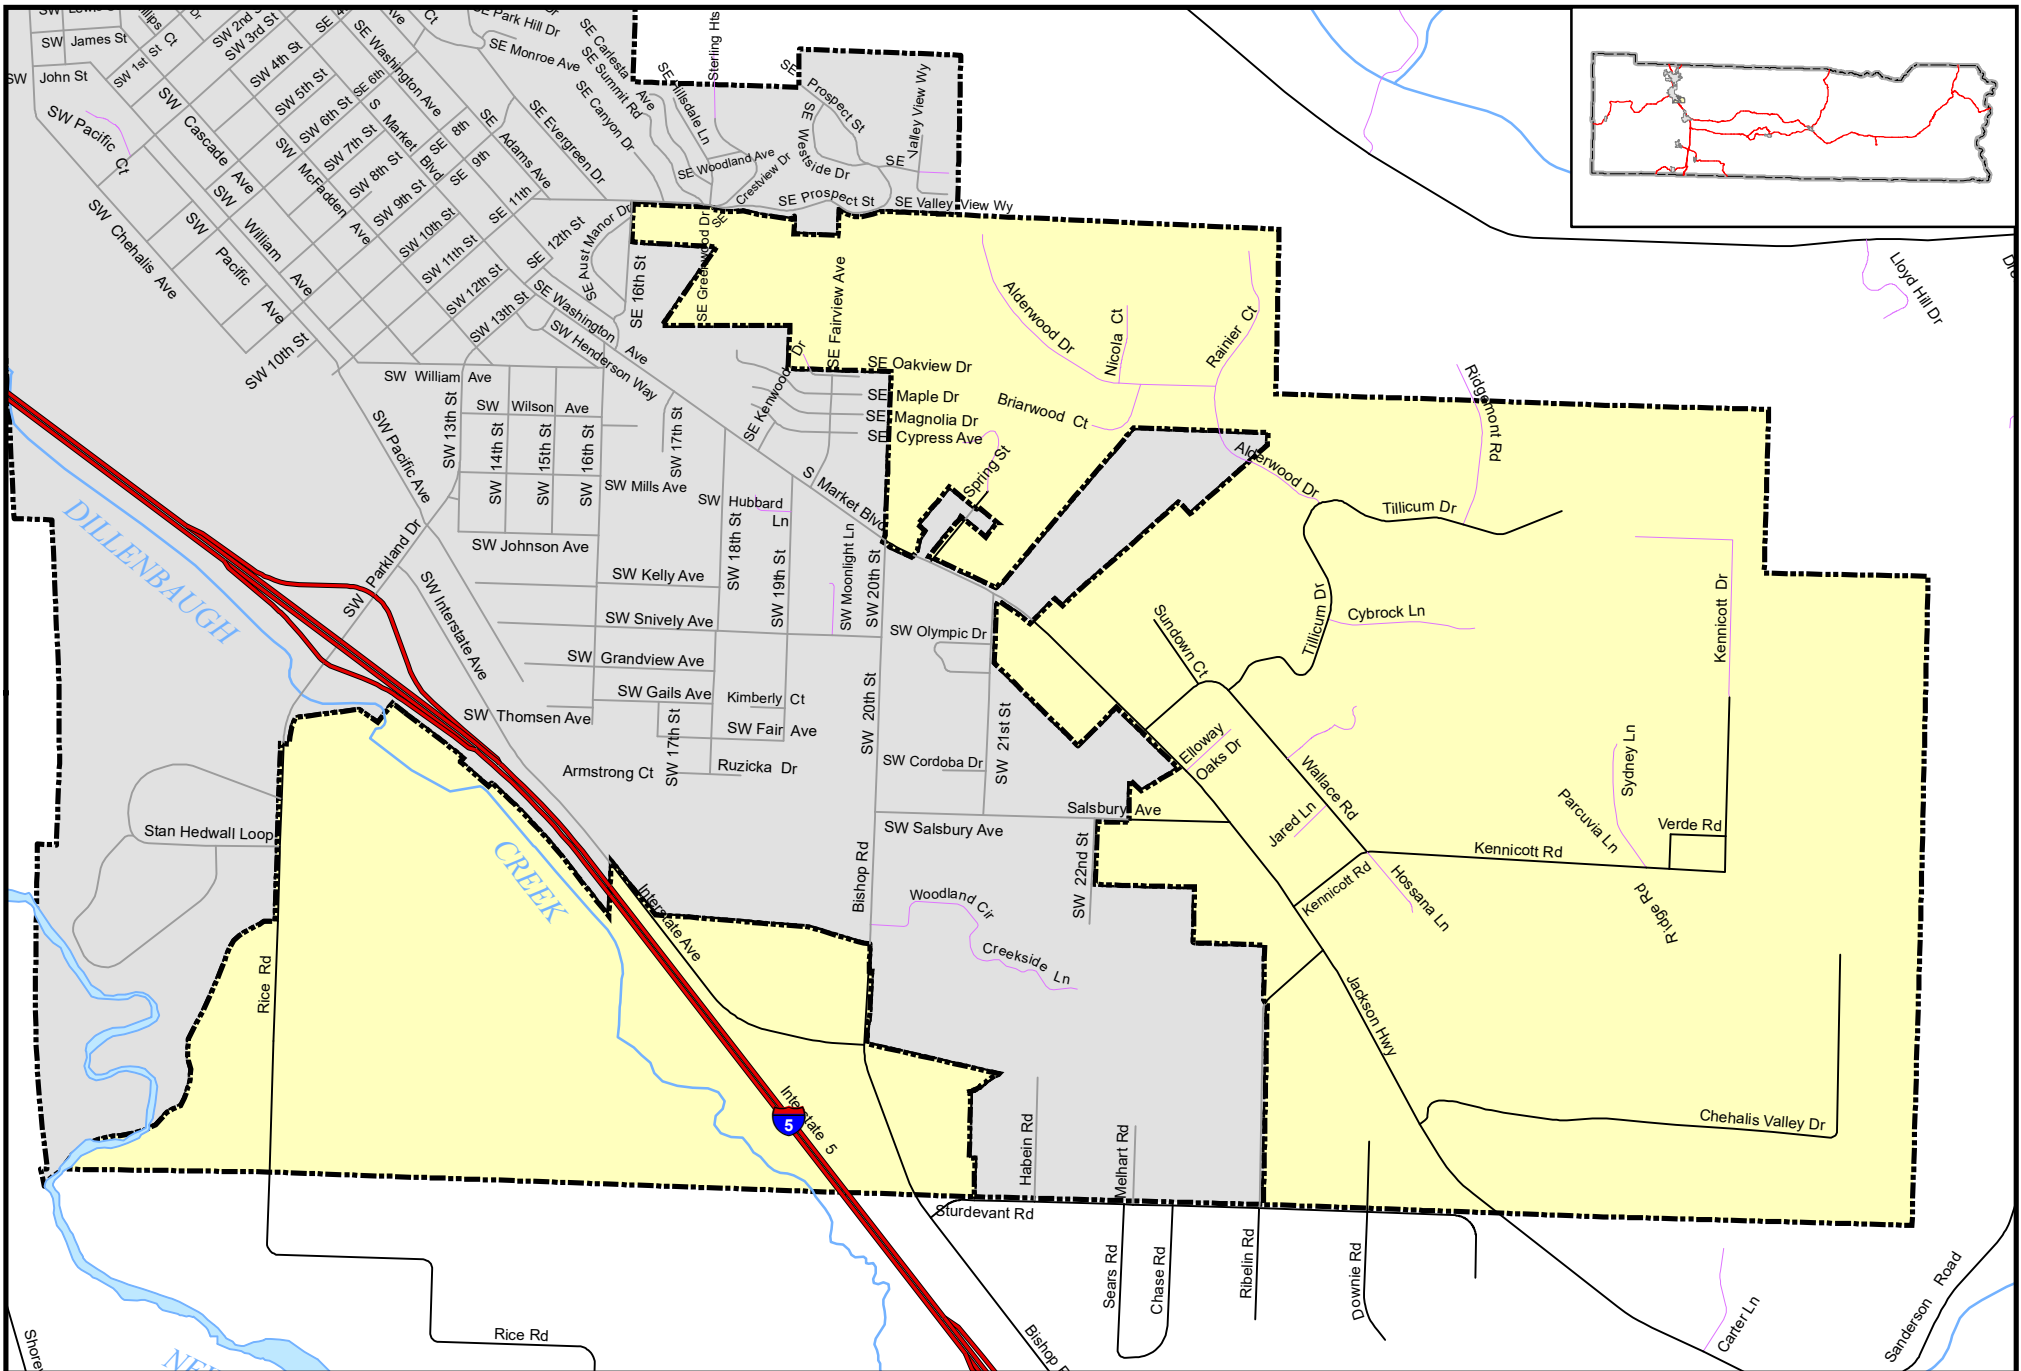 SW James St
SW John St
SW 1st St
SW 2nd
SW 3rd St
SW 4th St
SW 5th St
SW 6th St
SW 7th St
SW 8th St
SW 9th St
SW 10th St
SW 11th St
SW 12th St
SW 13th St
SE 6th
SE 8th
SE 9th
SE 11th
SE 12th St
SE Washington Ave
S Market Blvd
SE Adams Ave
SE Park Hill Dr
SE Monroe Ave
SE Evergreen Dr
SE Carlesta Ave
SE Summit Rd
SE Canyon Dr
SE Hillsdale Ln
Sterling Hts
SE Prospect St
SE Westside Dr
SE Valley View Wy
SE Woodland Ave
SE Crestview Dr
SE Prospect St
SE Valley View Wy
SW Pacific Ct
SW Cascade Ave
SW McFadden Ave
SW William Ave
SW Chehalis Ave
SW Pacific Ave
SW 10th St
SE Aust Manor Dr
SE 16th St
SE Greenwood Dr
SE Fairview Ave
SE Washington Ave
SW Henderson Way
SE Kenwood Dr
SE Oakview Dr
SE Maple Dr
SE Magnolia Dr
SE Cypress Ave
Spring St
Alderwood Dr
Nicola Ct
Rainier Ct
Briarwood Ct
Alderwood Dr
Ridgemont Rd
Lloyd Hill Dr
Tillicum Dr
Tillicum Dr
Cybrock Ln
Sundown Ct
Kennicott Dr
SW William Ave
SW Wilson Ave
SW 13th St
SW 14th St
SW 15th St
SW 16th St
SW 17th St
SW Mills Ave
SW Hubbard Ln
S Market Blvd
SW Pacific Ave
SW Johnson Ave
SW Kelly Ave
SW 18th St
SW 19th St
SW Moonlight Ln
SW 20th St
SW Parkland Dr
SW Interstate Ave
SW Snively Ave
SW Olympic Dr
SW Grandview Ave
SW Gails Ave
Kimberly Ct
SW Thomsen Ave
SW Fair Ave
SW 17th St
Armstrong Ct
Ruzicka Dr
SW 20th St
SW 21st St
SW Cordoba Dr
SW Salsbury Ave
Salsbury Ave
SW 22nd St
Elloway
Oaks Dr
Wallace Rd
Jared Ln
Sydney Ln
Parcuvia Ln
Verde Rd
Kennicott Rd
Kennicott Rd
Hossana Ln
Ridge Rd
DILLENBAUGH
CREEK
Stan Hedwall Loop
Bishop Rd
Woodland Cir
Creekside Ln
Interstate Ave
Rice Rd
Jackson Hwy
Interstate 5
5
Habein Rd
Melhart Rd
Chehalis Valley Dr
Sturdevant Rd
Sears Rd
Chase Rd
Ribelin Rd
Downie Rd
Carter Ln
Sanderson Road
Rice Rd
Bishop